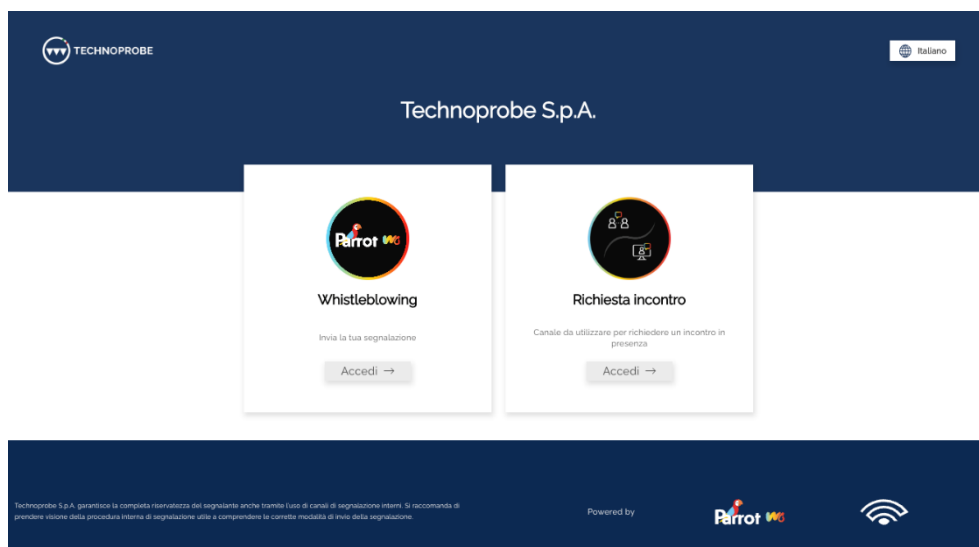 TECHNOPROBE
Italiano
Technoprobe S.p.A.
Parrot WB
Whistleblowing
Invia la tua segnalazione
Accedi →
Richiesta incontro
Canale da utilizzare per richiedere un incontro in
presenza
Accedi →
Technoprobe S.p.A. garantisce la completa riservatezza del segnalante anche tramite l'uso di canali di segnalazione interni. Si raccomanda di
prendere visione della procedura interna di segnalazione utile a comprendere le corrette modalità di invio della segnalazione.
Powered by
Parrot WB